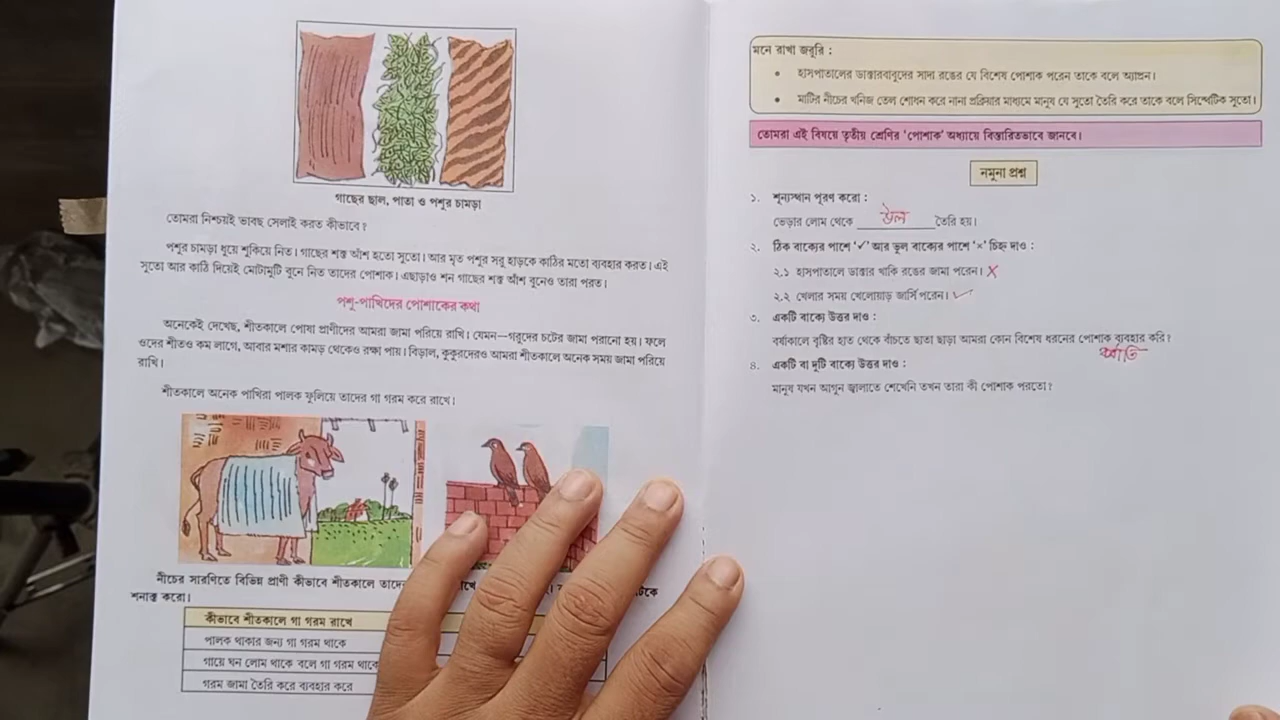 গাছের ছাল, পাতা ও পশুর চামড়া
তোমরা নিশ্চয়ই ভাবছ সেলাই করত কীভাবে?
পশুর চামড়া ধুয়ে শুকিয়ে নিত। গাছের শক্ত আঁশ হতো সুতো। আর মৃত পশুর সরু হাড়কে কাঠির মতো ব্যবহার করত। এই
সুতো আর কাঠি দিয়েই মোটামুটি বুনে নিত তাদের পোশাক। এছাড়াও শন গাছের শক্ত আঁশ বুনেও তারা পরত।
পশু-পাখিদের পোশাকের কথা
অনেকেই দেখেছ, শীতকালে পোষা প্রাণীদের আমরা জামা পরিয়ে রাখি। যেমন—গরুদের চটের জামা পরানো হয়। ফলে
ওদের শীতও কম লাগে, আবার মশার কামড় থেকেও রক্ষা পায়। বিড়াল, কুকুরদেরও আমরা শীতকালে অনেক সময় জামা পরিয়ে
রাখি।
শীতকালে অনেক পাখিরা পালক ফুলিয়ে তাদের গা গরম করে রাখে।
নীচের সারণিতে বিভিন্ন প্রাণী কীভাবে শীতকালে তাদের
শনাক্ত করো।
কীভাবে শীতকালে গা গরম রাখে
পালক থাকার জন্য গা গরম থাকে
গায়ে ঘন লোম থাকে বলে গা গরম থাকে
গরম জামা তৈরি করে ব্যবহার করে
মনে রাখা জরুরি :
• হাসপাতালের ডাক্তারবাবুদের সাদা রঙের যে বিশেষ পোশাক পরেন তাকে বলে অ্যাপ্রন।
• মাটির নীচের খনিজ তেল শোধন করে নানা প্রক্রিয়ার মাধ্যমে মানুষ যে সুতো তৈরি করে তাকে বলে সিন্থেটিক সুতো।
তোমরা এই বিষয়ে তৃতীয় শ্রেণির ‘পোশাক’ অধ্যায়ে বিস্তারিতভাবে জানবে।
নমুনা প্রশ্ন
১. শূন্যস্থান পূরণ করো :
ভেড়ার লোম থেকে উল তৈরি হয়।
২. ঠিক বাক্যের পাশে ‘✓’ আর ভুল বাক্যের পাশে ‘×’ চিহ্ন দাও :
২.১ হাসপাতালে ডাক্তার খাকি রঙের জামা পরেন। ×
২.২ খেলার সময় খেলোয়াড় জার্সি পরেন। ✓
৩. একটি বাক্যে উত্তর দাও :
বর্ষাকালে বৃষ্টির হাত থেকে বাঁচতে ছাতা ছাড়া আমরা কোন বিশেষ ধরনের পোশাক ব্যবহার করি?
৪. একটি বা দুটি বাক্যে উত্তর দাও :
মানুষ যখন আগুন জ্বালাতে শেখেনি তখন তারা কী পোশাক পরতো?